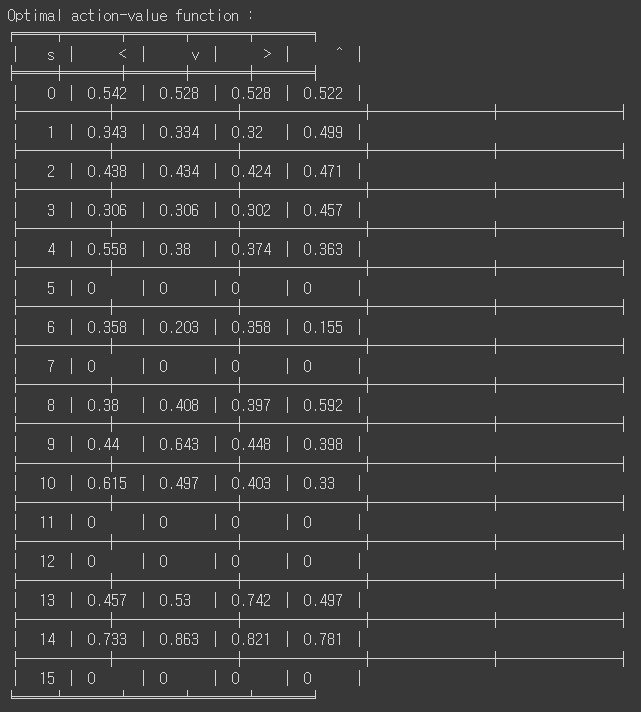 Optimal action-value function :
| s | < | v | > | ^ |
| 0 | 0.542 | 0.528 | 0.528 | 0.522 |
| 1 | 0.343 | 0.334 | 0.32 | 0.499 |
| 2 | 0.438 | 0.434 | 0.424 | 0.471 |
| 3 | 0.306 | 0.306 | 0.302 | 0.457 |
| 4 | 0.558 | 0.38 | 0.374 | 0.363 |
| 5 | 0 | 0 | 0 | 0 |
| 6 | 0.358 | 0.203 | 0.358 | 0.155 |
| 7 | 0 | 0 | 0 | 0 |
| 8 | 0.38 | 0.408 | 0.397 | 0.592 |
| 9 | 0.44 | 0.643 | 0.448 | 0.398 |
| 10 | 0.615 | 0.497 | 0.403 | 0.33 |
| 11 | 0 | 0 | 0 | 0 |
| 12 | 0 | 0 | 0 | 0 |
| 13 | 0.457 | 0.53 | 0.742 | 0.497 |
| 14 | 0.733 | 0.863 | 0.821 | 0.781 |
| 15 | 0 | 0 | 0 | 0 |